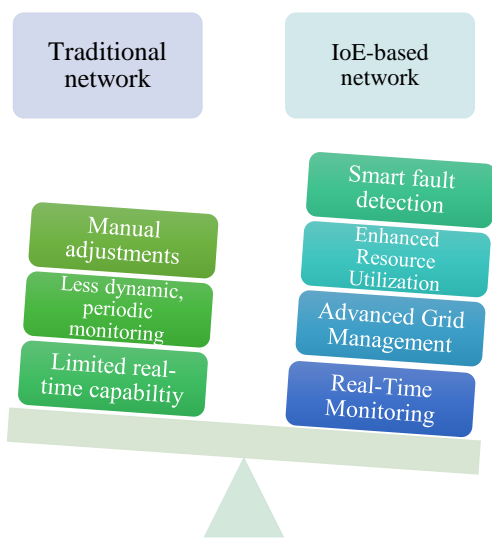 Traditional
network
IoE-based
network
Manual
adjustments
Less dynamic,
periodic
monitoring
Limited real-
time capabiltiy
Smart fault
detection
Enhanced
Resource
Utilization
Advanced Grid
Management
Real-Time
Monitoring